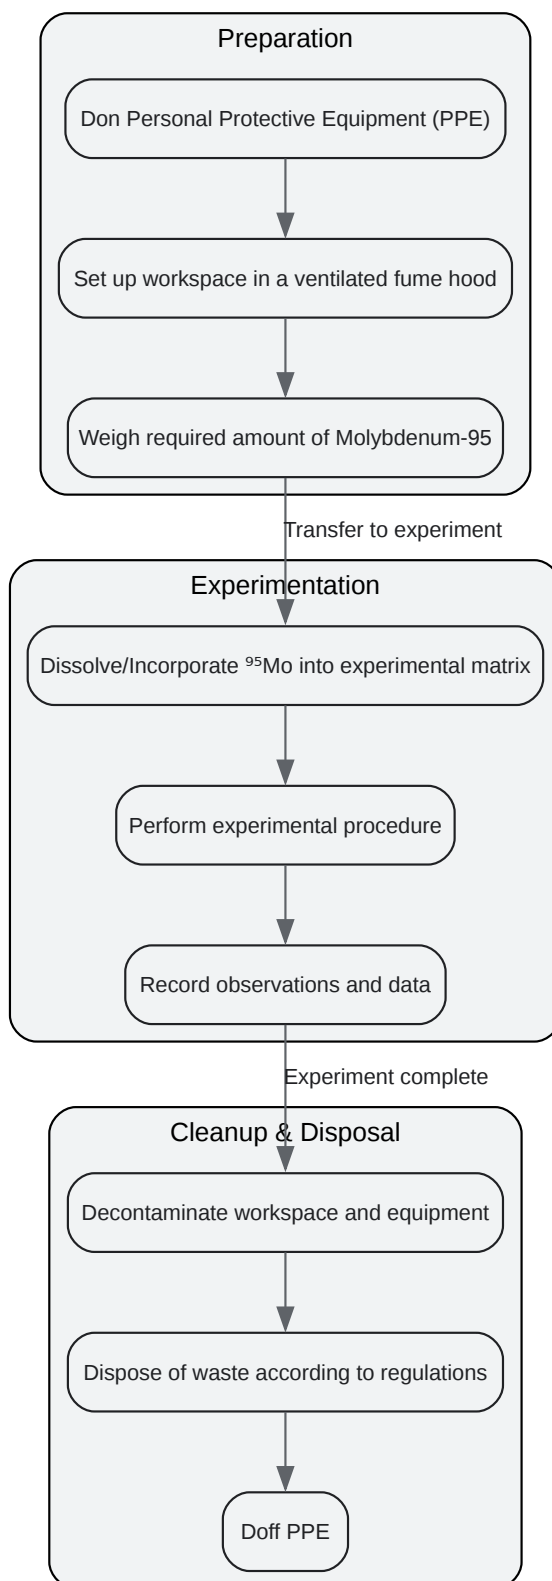 Preparation
Don Personal Protective Equipment (PPE)
Set up workspace in a ventilated fume hood
Weigh required amount of Molybdenum-95
Transfer to experiment
Experimentation
Dissolve/Incorporate ⁹⁵Mo into experimental matrix
Perform experimental procedure
Record observations and data
Experiment complete
Cleanup & Disposal
Decontaminate workspace and equipment
Dispose of waste according to regulations
Doff PPE